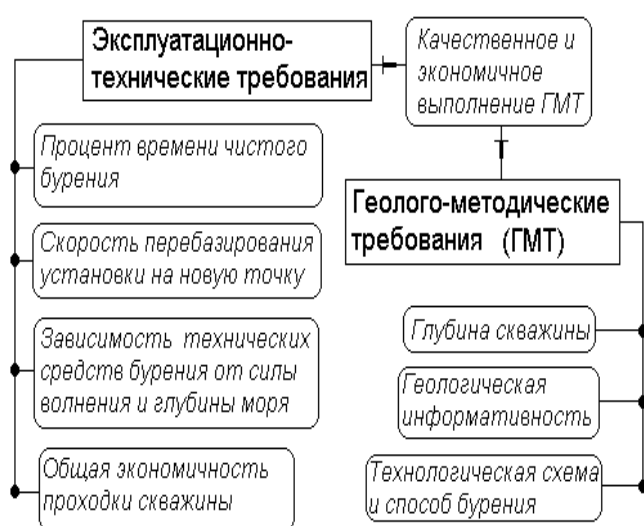 Эксплуатационно-
технические требования
Качественное и
экономичное
выполнение ГМТ
Процент времени чистого
бурения
Скорость перебазирования
установки на новую точку
Зависимость технических
средств бурения от силы
волнения и глубины моря
Общая экономичность
проходки скважины
Геолого-методические
требования (ГМТ)
Глубина скважины
Геологическая
информативность
Технологическая схема
и способ бурения